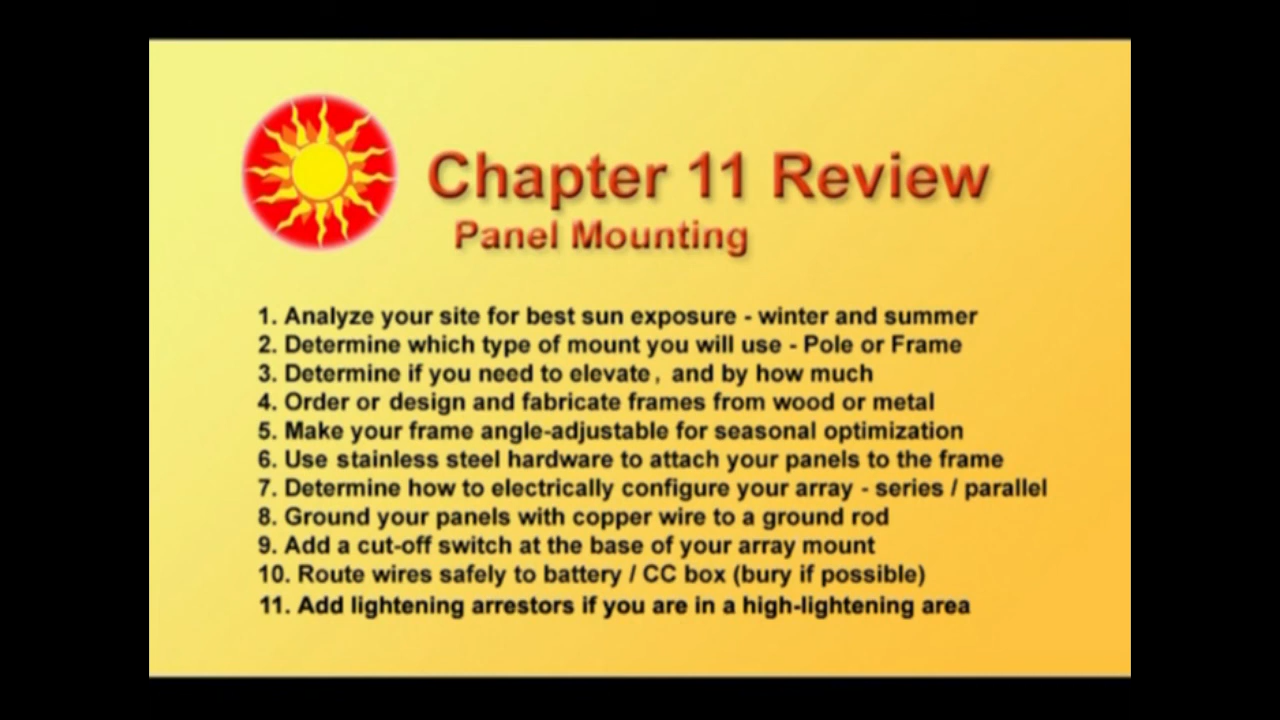 Chapter 11 Review
Panel Mounting
1. Analyze your site for best sun exposure - winter and summer
2. Determine which type of mount you will use - Pole or Frame
3. Determine if you need to elevate, and by how much
4. Order or design and fabricate frames from wood or metal
5. Make your frame angle-adjustable for seasonal optimization
6. Use stainless steel hardware to attach your panels to the frame
7. Determine how to electrically configure your array - series / parallel
8. Ground your panels with copper wire to a ground rod
9. Add a cut-off switch at the base of your array mount
10. Route wires safely to battery / CC box (bury if possible)
11. Add lightening arrestors if you are in a high-lightening area